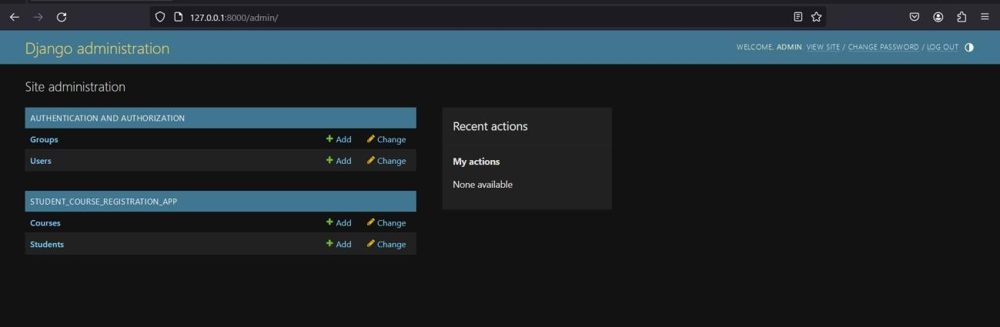 127.0.0.1:8000/admin/
Django administration
WELCOME, ADMIN. VIEW SITE / CHANGE PASSWORD / LOG OUT
Site administration
AUTHENTICATION AND AUTHORIZATION
Groups Add Change
Users Add Change
STUDENT_COURSE_REGISTRATION_APP
Courses Add Change
Students Add Change
Recent actions
My actions
None available